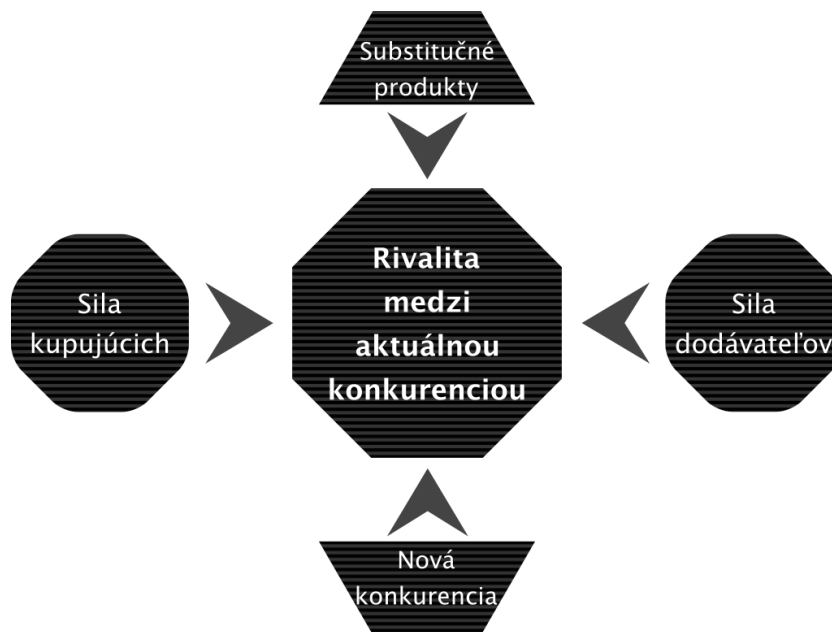 Substitučné
produkty
Sila
kupujúcich
Rivalita
medzi
aktuálnou
konkurenciou
Sila
dodávateľov
Nová
konkurencia